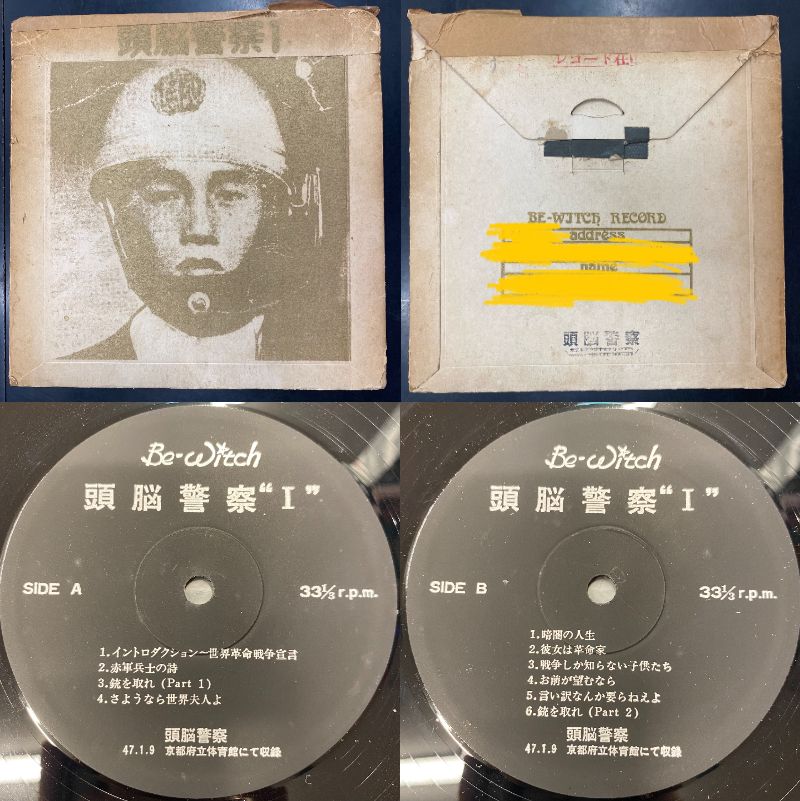 頭脳警察1
レコード在中
BE-WITCH RECORD
address
name
頭脳警察
Be-Witch
頭脳警察“I”
SIDE A
33⅓ r.p.m.
1.イントロダクション〜世界革命戦争宣言
2.赤軍兵士の詩
3.銃を取れ (Part 1)
4.さようなら世界夫人よ
頭脳警察
47.1.9 京都府立体育館にて収録
Be-Witch
頭脳警察“I”
SIDE B
33⅓ r.p.m.
1.暗闇の人生
2.彼女は革命家
3.戦争しか知らない子供たち
4.お前が望むなら
5.言い訳なんか要らねえよ
6.銃を取れ (Part 2)
頭脳警察
47.1.9 京都府立体育館にて収録